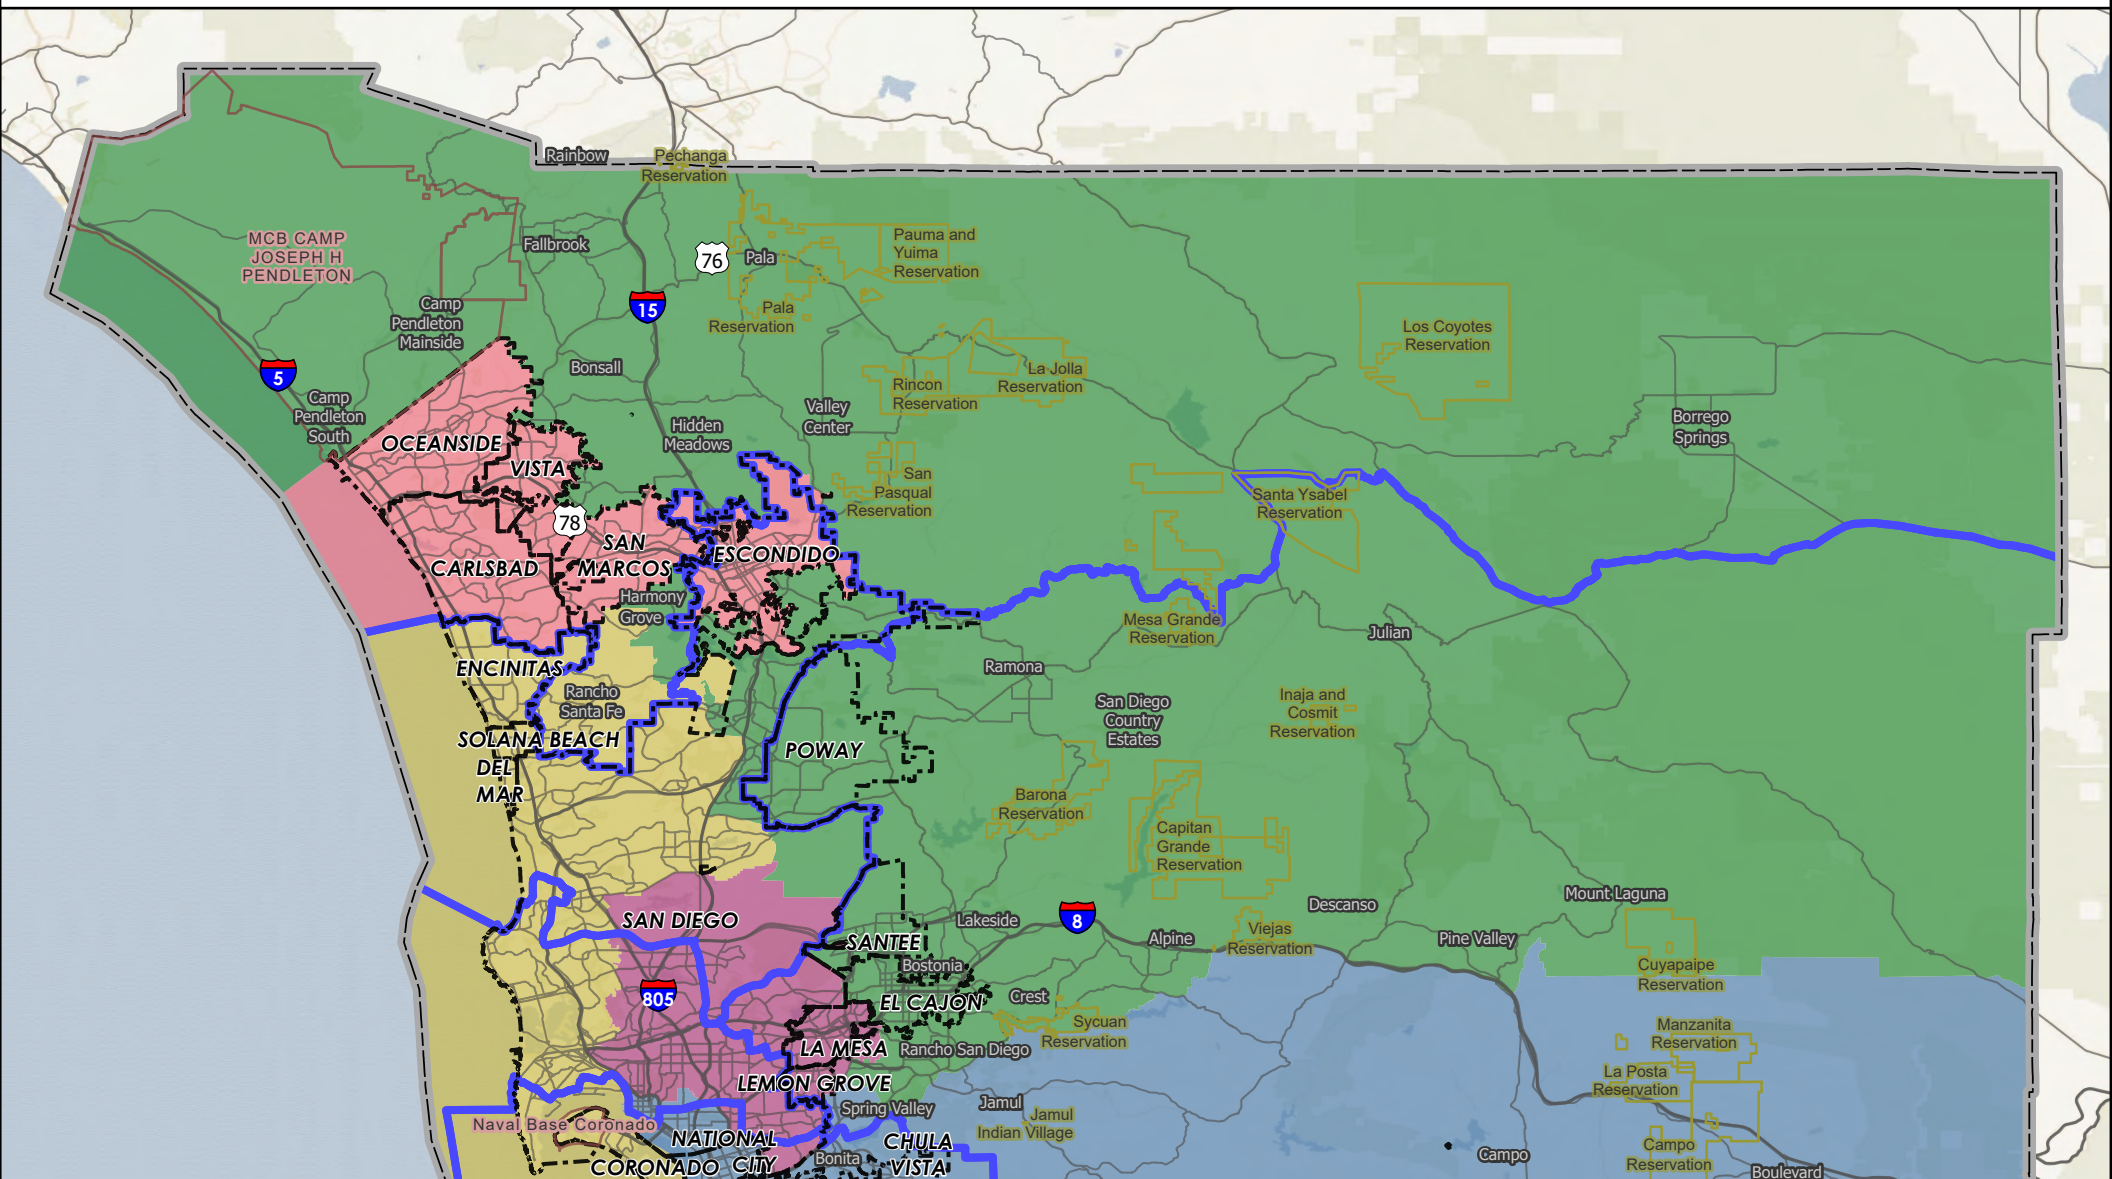 Rainbow
Pechanga
Reservation
MCB CAMP
JOSEPH H
PENDLETON
Fallbrook
76
Pala
Pauma and
Yuima
Reservation
Camp
Pendleton
Mainside
15
Pala
Reservation
Los Coyotes
Reservation
5
Bonsall
Rincon
Reservation
La Jolla
Reservation
Camp
Pendleton
South
Hidden
Meadows
Valley
Center
Borrego
Springs
OCEANSIDE
VISTA
San
Pasqual
Reservation
Santa Ysabel
Reservation
78
SAN
MARCOS
ESCONDIDO
CARLSBAD
Harmony
Grove
Mesa Grande
Reservation
Julian
ENCINITAS
Rancho
Santa Fe
Ramona
San Diego
Country
Estates
Inaja and
Cosmit
Reservation
SOLANA BEACH
DEL
MAR
POWAY
Barona
Reservation
Capitan
Grande
Reservation
SAN DIEGO
Lakeside
8
Descanso
Mount Laguna
SANTEE
Alpine
Viejas
Reservation
Pine Valley
Bostonia
Cuyapaipe
Reservation
805
EL CAJON
Crest
Sycuan
Reservation
Manzanita
Reservation
LA MESA
Rancho San Diego
La Posta
Reservation
LEMON GROVE
Spring Valley
Jamul
Jamul
Indian Village
Naval Base Coronado
NATIONAL
CITY
CHULA
VISTA
CORONADO
Bonita
Campo
Campo
Reservation
Boulevard